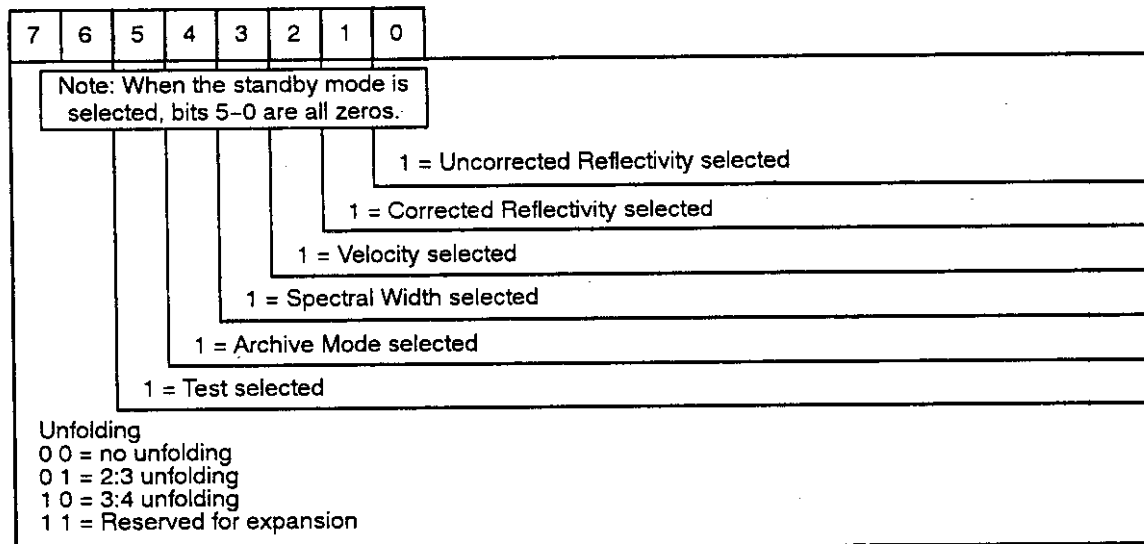 7 6 5 4 3 2 1 0
Note: When the standby mode is
selected, bits 5-0 are all zeros.
1 = Uncorrected Reflectivity selected
1 = Corrected Reflectivity selected
1 = Velocity selected
1 = Spectral Width selected
1 = Archive Mode selected
1 = Test selected
Unfolding
0 0 = no unfolding
0 1 = 2:3 unfolding
1 0 = 3:4 unfolding
1 1 = Reserved for expansion